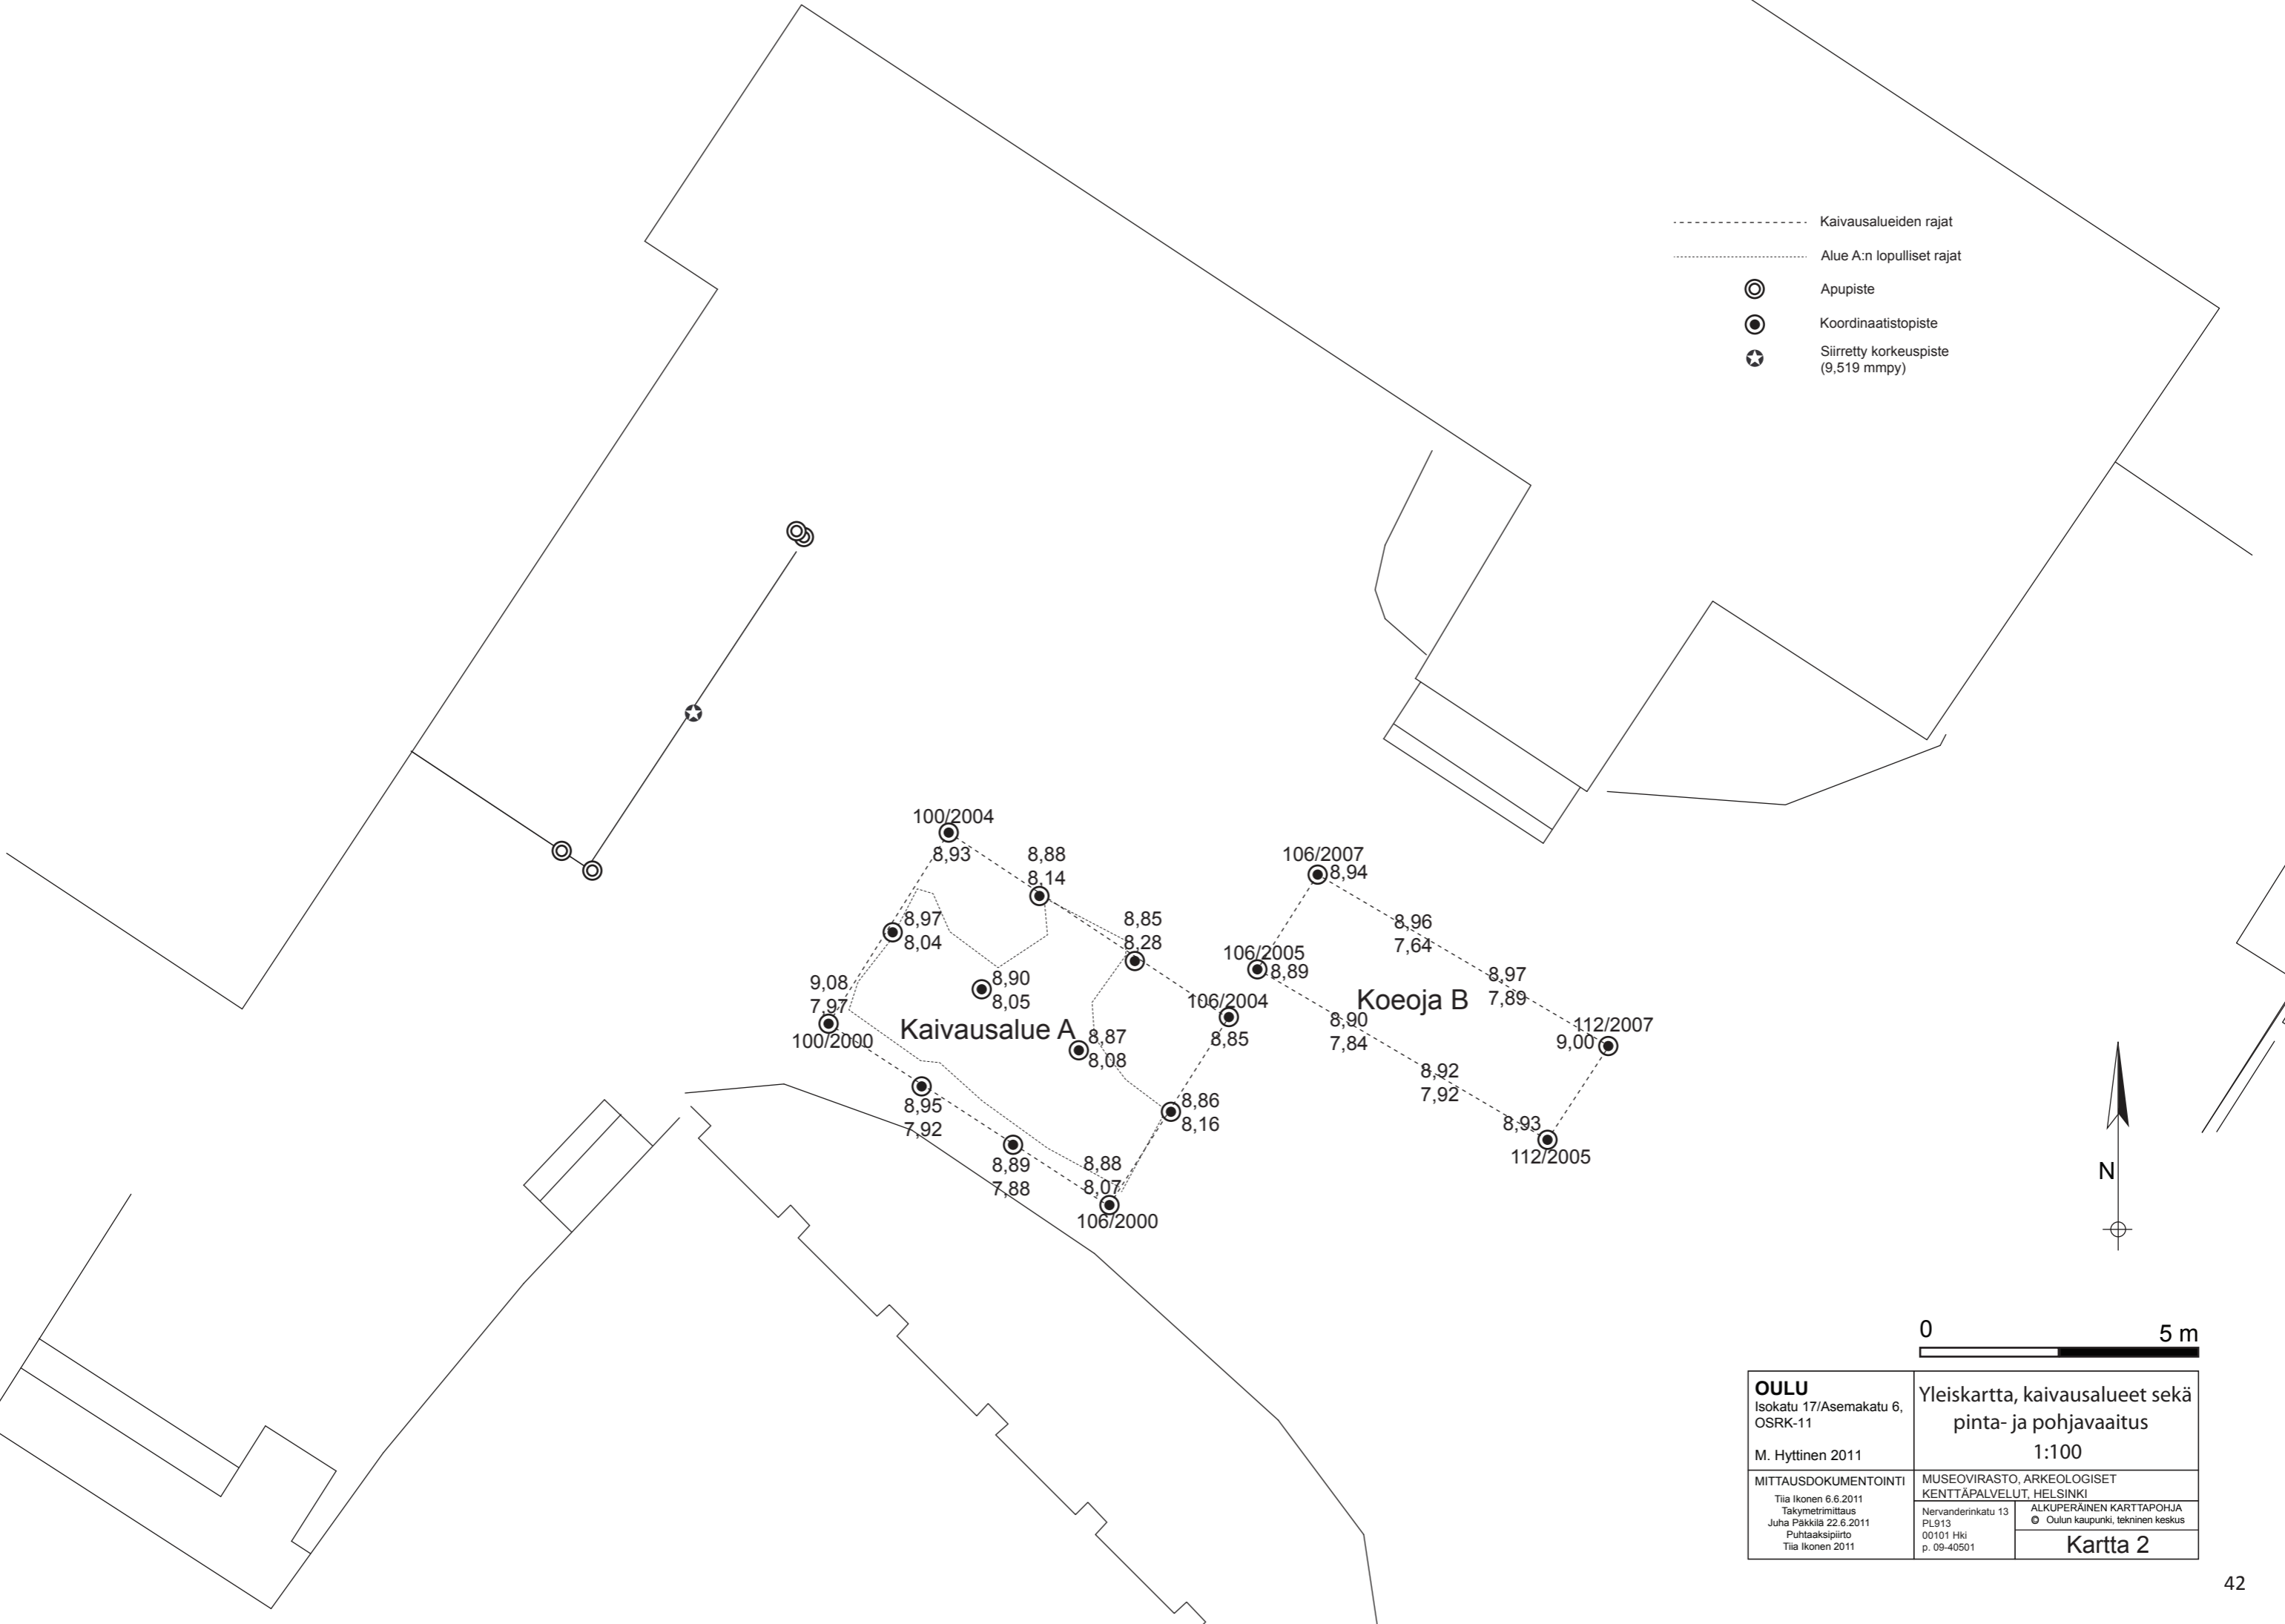 Kaivausalueiden rajat
Alue A:n lopulliset rajat
Apupiste
Koordinaatistopiste
Siirretty korkeuspiste
(9,519 mmpy)
100/2004
8,93
8,88
8,14
8,97
8,04
8,85
8,28
9,08
7,97
100/2000
8,90
8,05
Kaivausalue A
8,87
8,08
106/2004
8,85
8,95
7,92
8,89
7,88
8,86
8,16
8,88
8,07
106/2000
106/2007
8,94
106/2005
8,89
8,96
7,64
8,97
7,89
Koeoja B
8,90
7,84
112/2007
9,00
8,92
7,92
8,93
112/2005
N
0 5 m
OULU
Isokatu 17/Asemakatu 6,
OSRK-11
M. Hyttinen 2011
Yleiskartta, kaivausalueet sekä
pinta- ja pohjavaaitus
1:100
MITTAUSDOKUMENTOINTI
Tiia Ikonen 6.6.2011
Takymetrimittaus
Juha Päkkilä 22.6.2011
Puhtaaksipiirto
Tiia Ikonen 2011
MUSEOVIRASTO, ARKEOLOGISET
KENTTÄPALVELUT, HELSINKI
Nervanderinkatu 13
PL913
00101 Hki
p. 09-40501
ALKUPERÄINEN KARTTAPOHJA
© Oulun kaupunki, tekninen keskus
Kartta 2
42